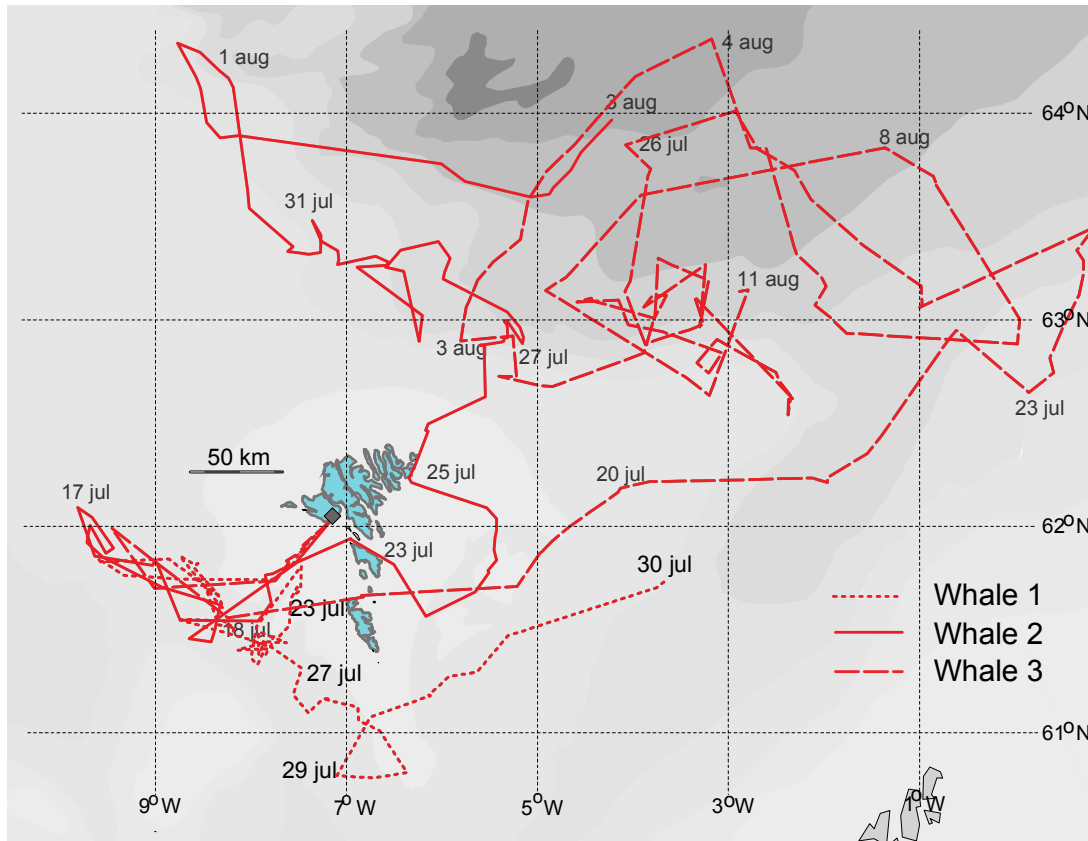 1 aug
4 aug
3 aug
64°N
26 jul
8 aug
31 jul
11 aug
63°N
3 aug
27 jul
23 jul
50 km
25 jul
20 jul
17 jul
62°N
23 jul
30 jul
23 jul
Whale 1
18 jul
Whale 2
27 jul
Whale 3
61°N
29 jul
9°W
7°W
5°W
3°W
1°W